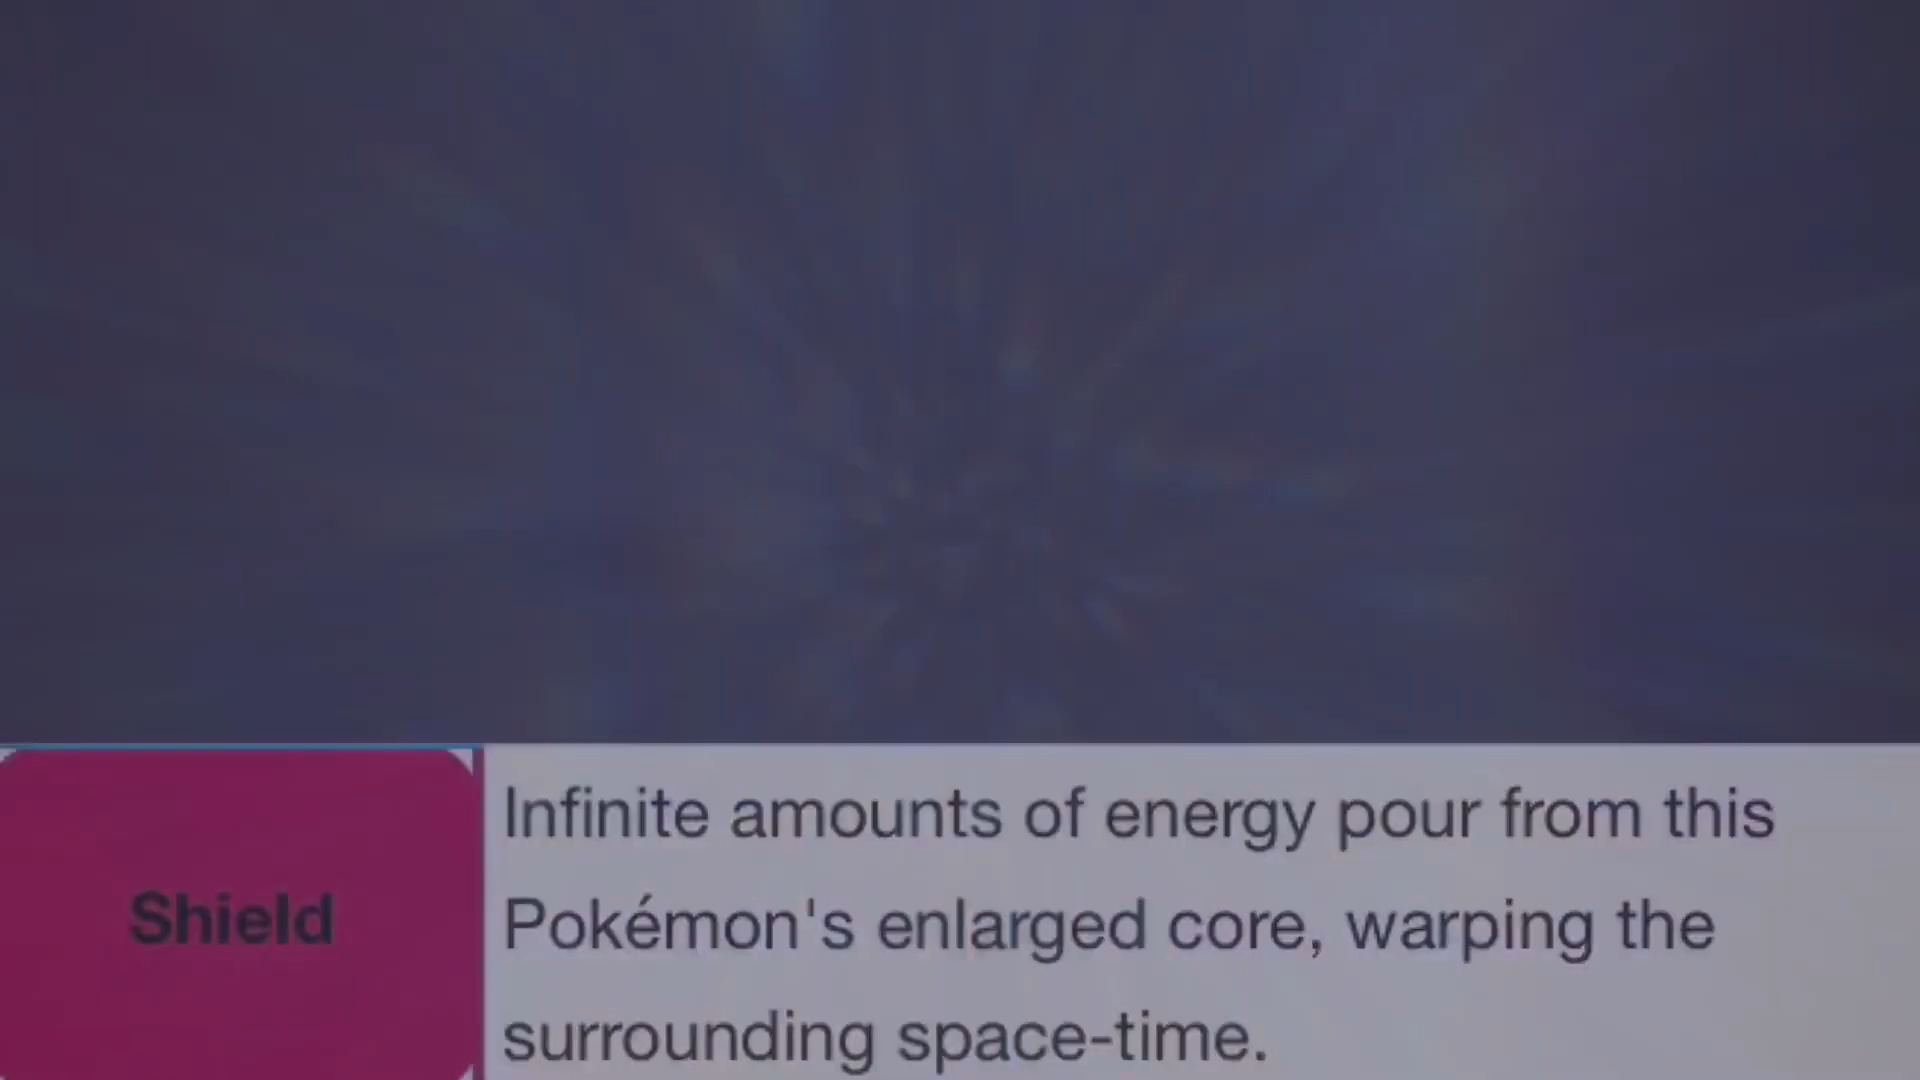 Shield
Infinite amounts of energy pour from this
Pokémon's enlarged core, warping the
surrounding space-time.